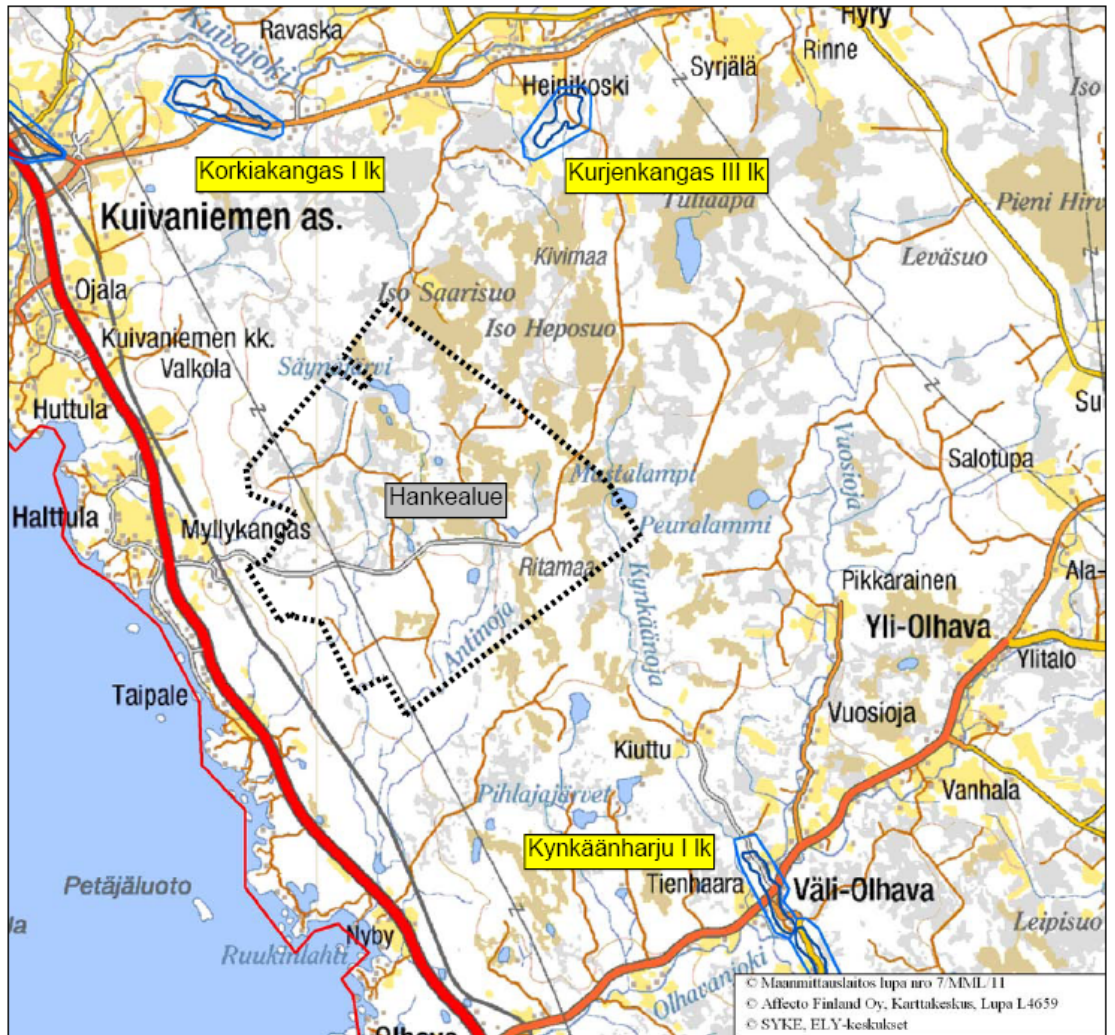 Hyry
Ravaska
Kuivajoki
Rinne
Syrjälä
Heinikoski
Iso
Korkiakangas I lk
Kurjenkangas III lk
Tuliaapa
Pieni Hirv
Kuivaniemen as.
Kivimaa
Leväsuo
Ojala
Iso Saarisuo
Iso Heposuo
Kuivaniemen kk.
Valkola
Säynäjärvi
Huttula
Su
Vuosioja
Salotupa
Mustalampi
Hankealue
Halttula
Myllykangas
Peuralammi
Ritamaa
Pikkarainen
Ala-
Kynkäänoja
Antinoja
Yli-Olhava
Ylitalo
Taipale
Vuosioja
Kiuttu
Vanhala
Pihlajajärvet
Kynkäänharju I lk
Tienhaara
Väli-Olhava
Petäjäluoto
Leipisuo
la
Nyby
Ruukinlahti
Olhavanjoki
Olhava
© Maanmittauslaitos lupa nro 7/MML/11
© Affecto Finland Oy, Karttakeskus, Lupa L4659
© SYKE, ELY-keskukset